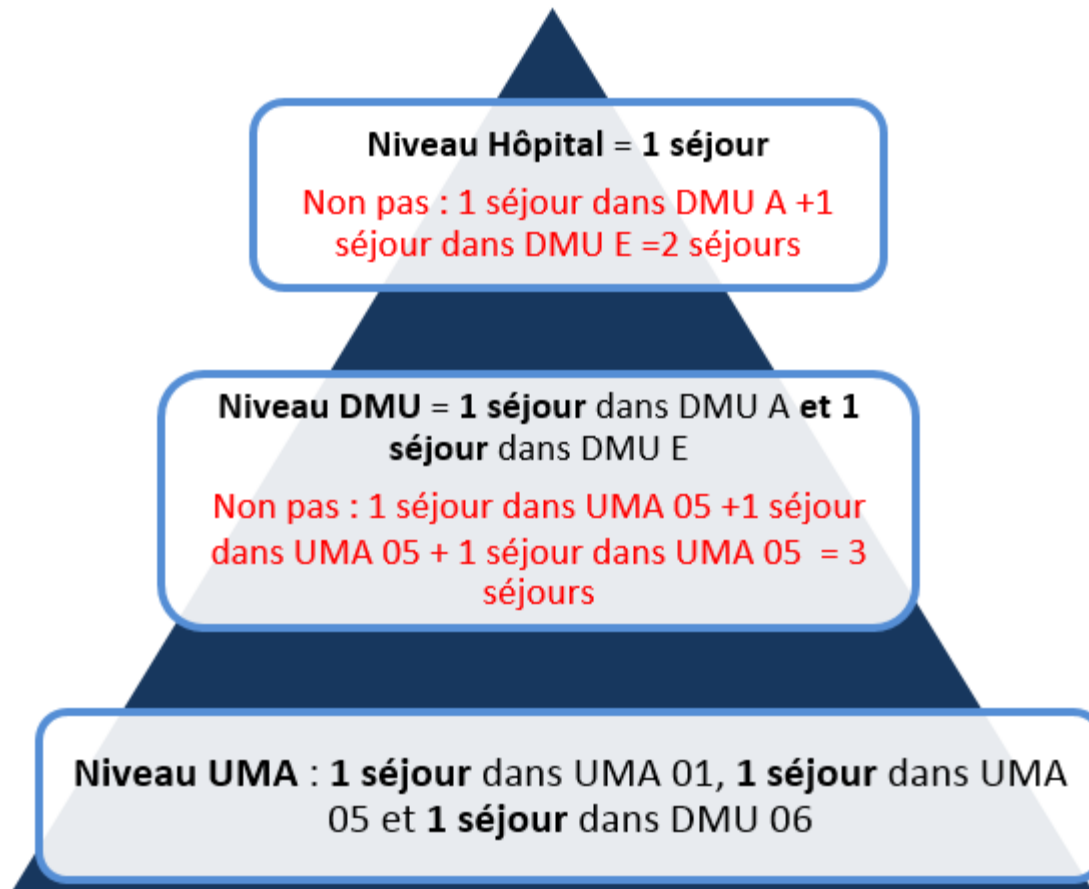 Niveau Hôpital = 1 séjour
Non pas : 1 séjour dans DMU A +1
séjour dans DMU E =2 séjours
Niveau DMU = 1 séjour dans DMU A et 1
séjour dans DMU E
Non pas : 1 séjour dans UMA 05 +1 séjour
dans UMA 05 + 1 séjour dans UMA 05 = 3
séjours
Niveau UMA : 1 séjour dans UMA 01, 1 séjour dans UMA
05 et 1 séjour dans DMU 06